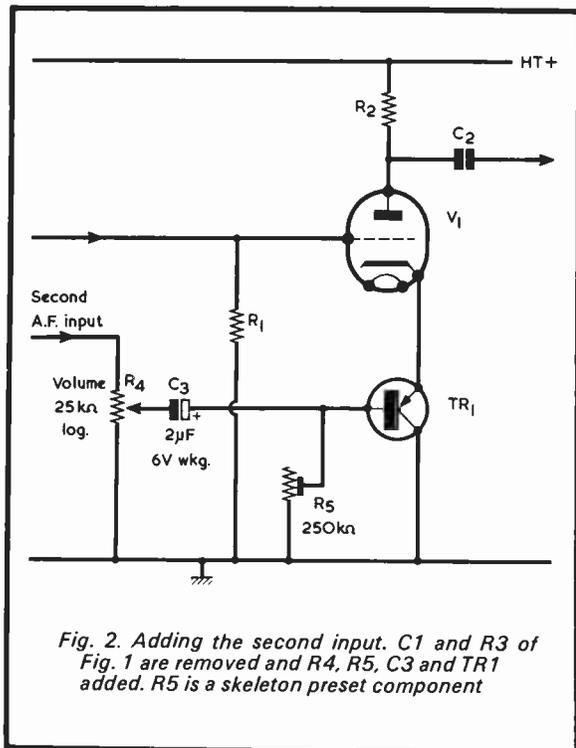 HT+
R2
C2
V1
Second
A.F. input
R1
Volume
25kΩ
log.
R4
C3
2μF
6V wkg.
+
TR1
R5
250kΩ
Fig. 2. Adding the second input. C1 and R3 of
Fig. 1 are removed and R4, R5, C3 and TR1
added. R5 is a skeleton preset component